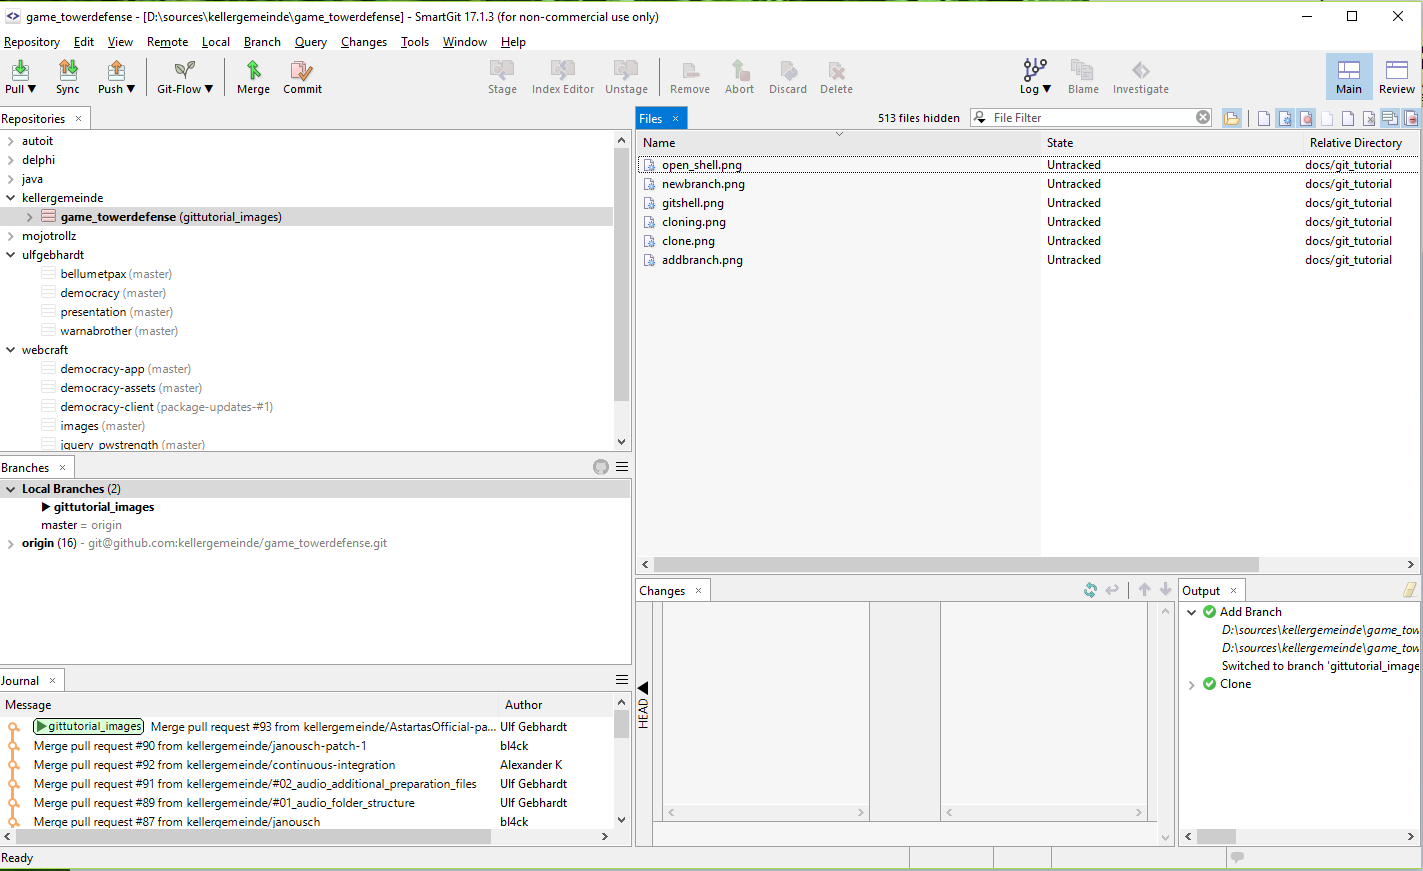 game_towerdefense - [D:\sources\kellergemeinde\game_towerdefense] - SmartGit 17.1.3 (for non-commercial use only)
Repository Edit View Remote Local Branch Query Changes Tools Window Help
Pull ▼ Sync Push ▼ Git-Flow ▼ Merge Commit Stage Index Editor Unstage Remove Abort Discard Delete Log ▼ Blame Investigate Main Review
Repositories
autoit
delphi
java
kellergemeinde
game_towerdefense (gittutorial_images)
mojotrollz
ulfgebhardt
bellumetpax (master)
democracy (master)
presentation (master)
warnabrother (master)
webcraft
democracy-app (master)
democracy-assets (master)
democracy-client (package-updates-#1)
images (master)
jquery_pwstrength (master)
Files 513 files hidden File Filter
Name State Relative Directory
open_shell.png Untracked docs/git_tutorial
newbranch.png Untracked docs/git_tutorial
gitshell.png Untracked docs/git_tutorial
cloning.png Untracked docs/git_tutorial
clone.png Untracked docs/git_tutorial
addbranch.png Untracked docs/git_tutorial
Branches
Local Branches (2)
gittutorial_images
master = origin
origin (16) - git@github.com:kellergemeinde/game_towerdefense.git
Journal
Message Author
gittutorial_images Merge pull request #93 from kellergemeinde/AstartasOfficial-pa... Ulf Gebhardt
Merge pull request #90 from kellergemeinde/janousch-patch-1 bl4ck
Merge pull request #92 from kellergemeinde/continuous-integration Alexander K
Merge pull request #91 from kellergemeinde/#02_audio_additional_preparation_files Ulf Gebhardt
Merge pull request #89 from kellergemeinde/#01_audio_folder_structure Ulf Gebhardt
Merge pull request #87 from kellergemeinde/janousch bl4ck
Changes
HEAD
Output
Add Branch
D:\sources\kellergemeinde\game_tow
D:\sources\kellergemeinde\game_tow
Switched to branch 'gittutorial_image
Clone
Ready